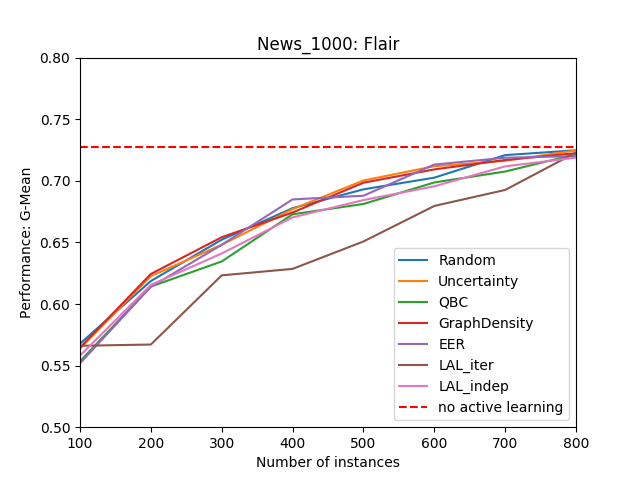 News_1000: Flair
Performance: G-Mean
0.80
0.75
0.70
0.65
0.60
0.55
0.50
100 200 300 400 500 600 700 800
Number of instances
Random
Uncertainty
QBC
GraphDensity
EER
LAL_iter
LAL_indep
no active learning